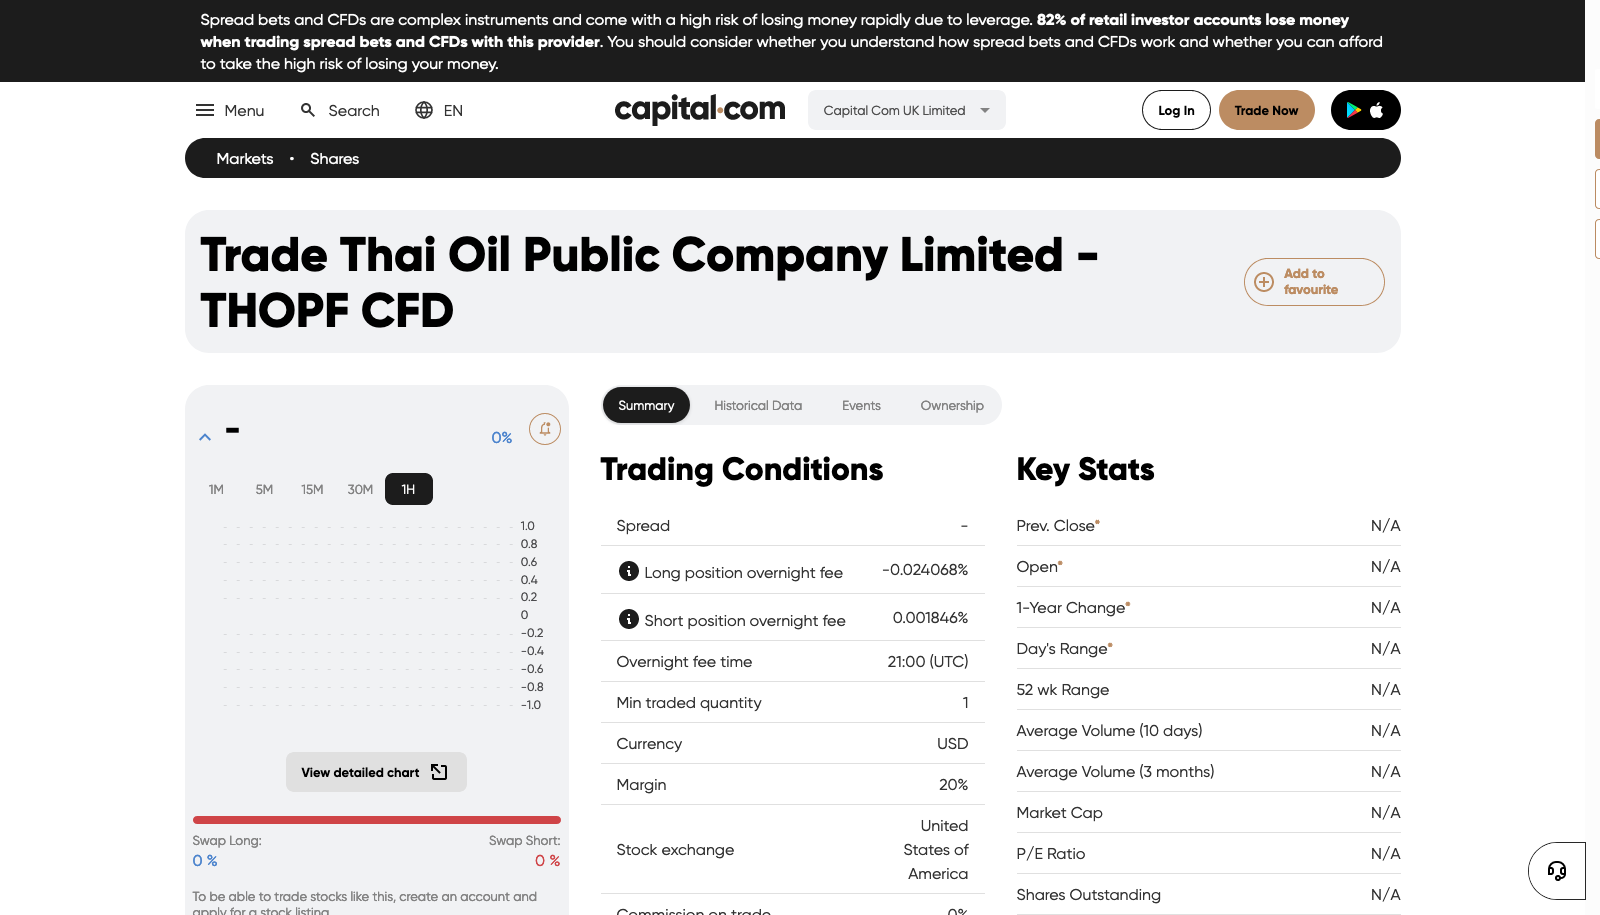 Spread bets and CFDs are complex instruments and come with a high risk of losing money rapidly due to leverage. 82% of retail investor accounts lose money
when trading spread bets and CFDs with this provider. You should consider whether you understand how spread bets and CFDs work and whether you can afford
to take the high risk of losing your money.
Menu
Search
EN
capital.com
Capital Com UK Limited
Log In
Trade Now
Markets • Shares
Trade Thai Oil Public Company Limited -
THOPF CFD
Add to
favourite
-
0%
1M
5M
15M
30M
1H
1.0
0.8
0.6
0.4
0.2
0
-0.2
-0.4
-0.6
-0.8
-1.0
View detailed chart
Swap Long:
0 %
Swap Short:
0 %
To be able to trade stocks like this, create an account and
apply for a stock listing
Summary
Historical Data
Events
Ownership
Trading Conditions
Spread -
Long position overnight fee -0.024068%
Short position overnight fee 0.001846%
Overnight fee time 21:00 (UTC)
Min traded quantity 1
Currency USD
Margin 20%
Stock exchange United
States of
America
Commission on trade 0%
Key Stats
Prev. Close* N/A
Open* N/A
1-Year Change* N/A
Day's Range* N/A
52 wk Range N/A
Average Volume (10 days) N/A
Average Volume (3 months) N/A
Market Cap N/A
P/E Ratio N/A
Shares Outstanding N/A